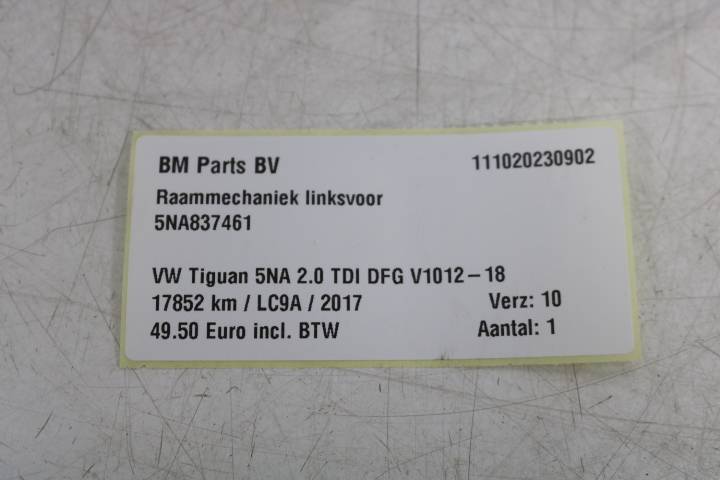 BM Parts BV 111020230902
Raammechaniek linksvoor
5NA837461
VW Tiguan 5NA 2.0 TDI DFG V1012-18
17852 km / LC9A / 2017 Verz: 10
49.50 Euro incl. BTW Aantal: 1